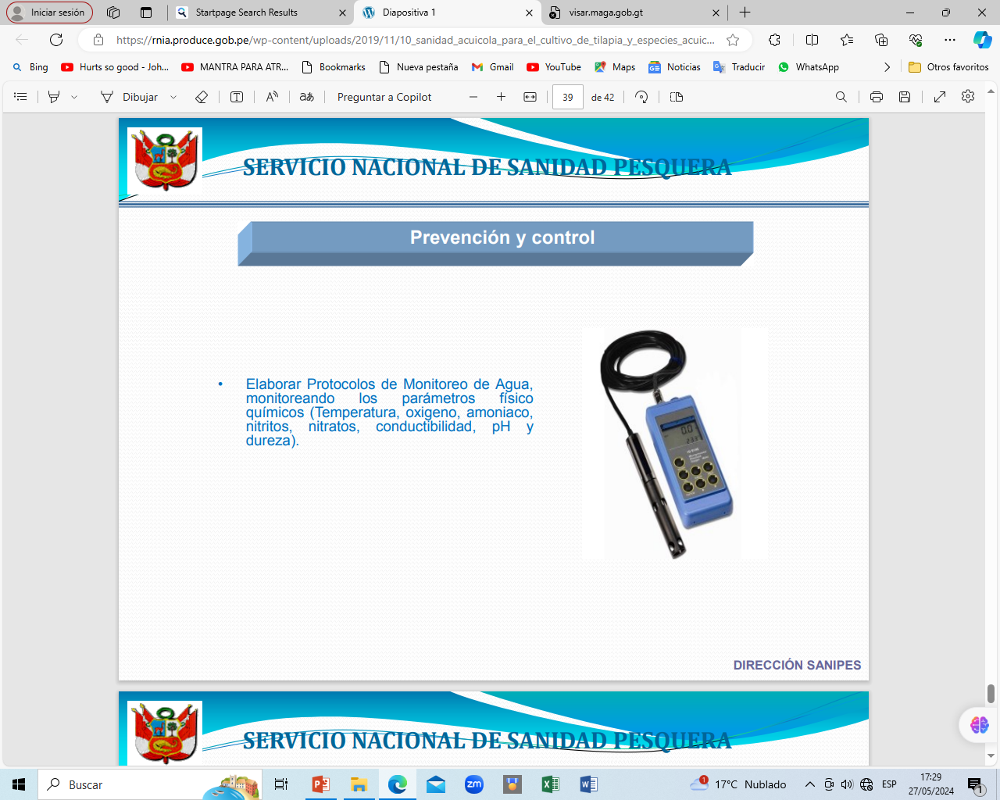 Iniciar sesión
Startpage Search Results
Diapositiva 1
visar.maga.gob.gt
https://rnia.produce.gob.pe/wp-content/uploads/2019/11/10_sanidad_acuicola_para_el_cultivo_de_tilapia_y_especies_acuic...
Bing
Hurts so good - Joh...
MANTRA PARA ATR...
Bookmarks
Nueva pestaña
Gmail
YouTube
Maps
Noticias
Traducir
WhatsApp
Otros favoritos
Dibujar
Preguntar a Copilot
39 de 42
SERVICIO NACIONAL DE SANIDAD PESQUERA
Prevención y control
• Elaborar Protocolos de Monitoreo de Agua,
monitoreando los parámetros físico
químicos (Temperatura, oxigeno, amoniaco,
nitritos, nitratos, conductibilidad, pH y
dureza).
0.0
DIRECCIÓN SANIPES
SERVICIO NACIONAL DE SANIDAD PESQUERA
Buscar
1
17°C Nublado
ESP
17:29
27/05/2024
1